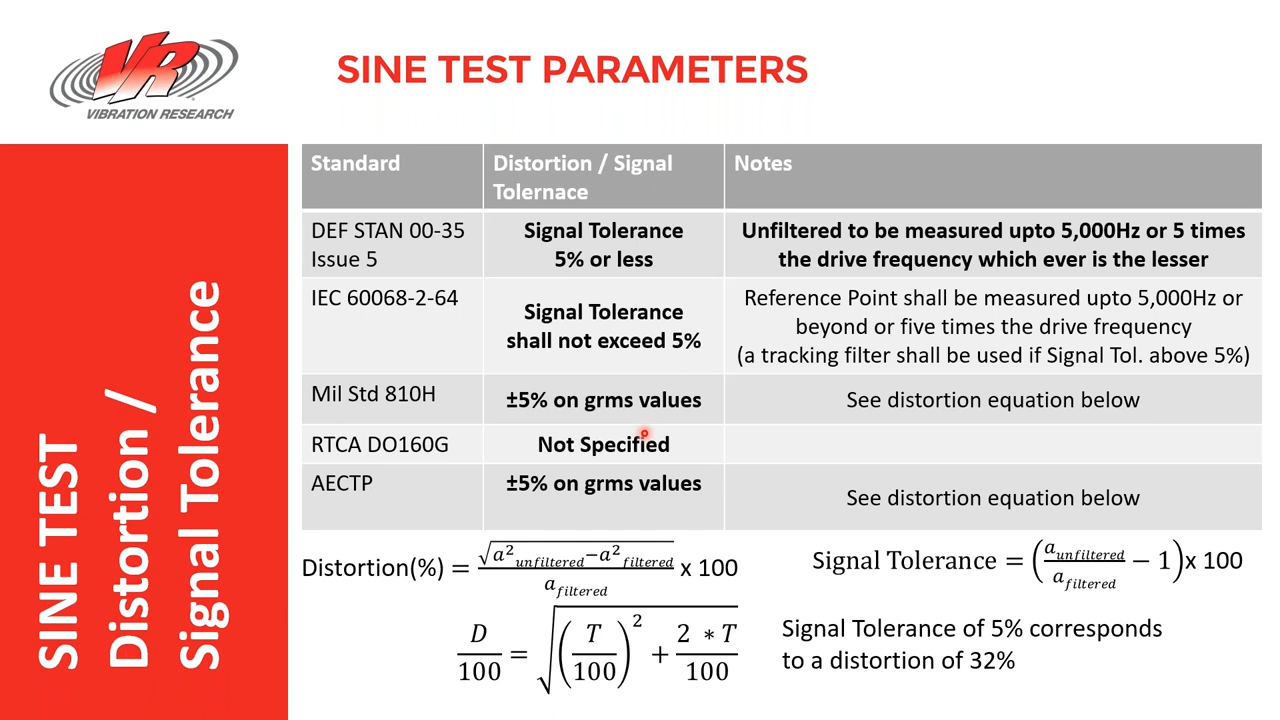 VR
VIBRATION RESEARCH
SINE TEST PARAMETERS
SINE TEST
Distortion /
Signal Tolerance
Standard
Distortion / Signal
Tolernace
Notes
DEF STAN 00-35
Issue 5
Signal Tolerance
5% or less
Unfiltered to be measured upto 5,000Hz or 5 times
the drive frequency which ever is the lesser
IEC 60068-2-64
Signal Tolerance
shall not exceed 5%
Reference Point shall be measured upto 5,000Hz or
beyond or five times the drive frequency
(a tracking filter shall be used if Signal Tol. above 5%)
Mil Std 810H
±5% on grms values
See distortion equation below
RTCA DO160G
Not Specified
AECTP
±5% on grms values
See distortion equation below
Distortion(%) = √(a²unfiltered−a²filtered) / afiltered x 100
Signal Tolerance = (aunfiltered / afiltered − 1) x 100
D/100 = √((T/100)² + 2 * T/100)
Signal Tolerance of 5% corresponds
to a distortion of 32%